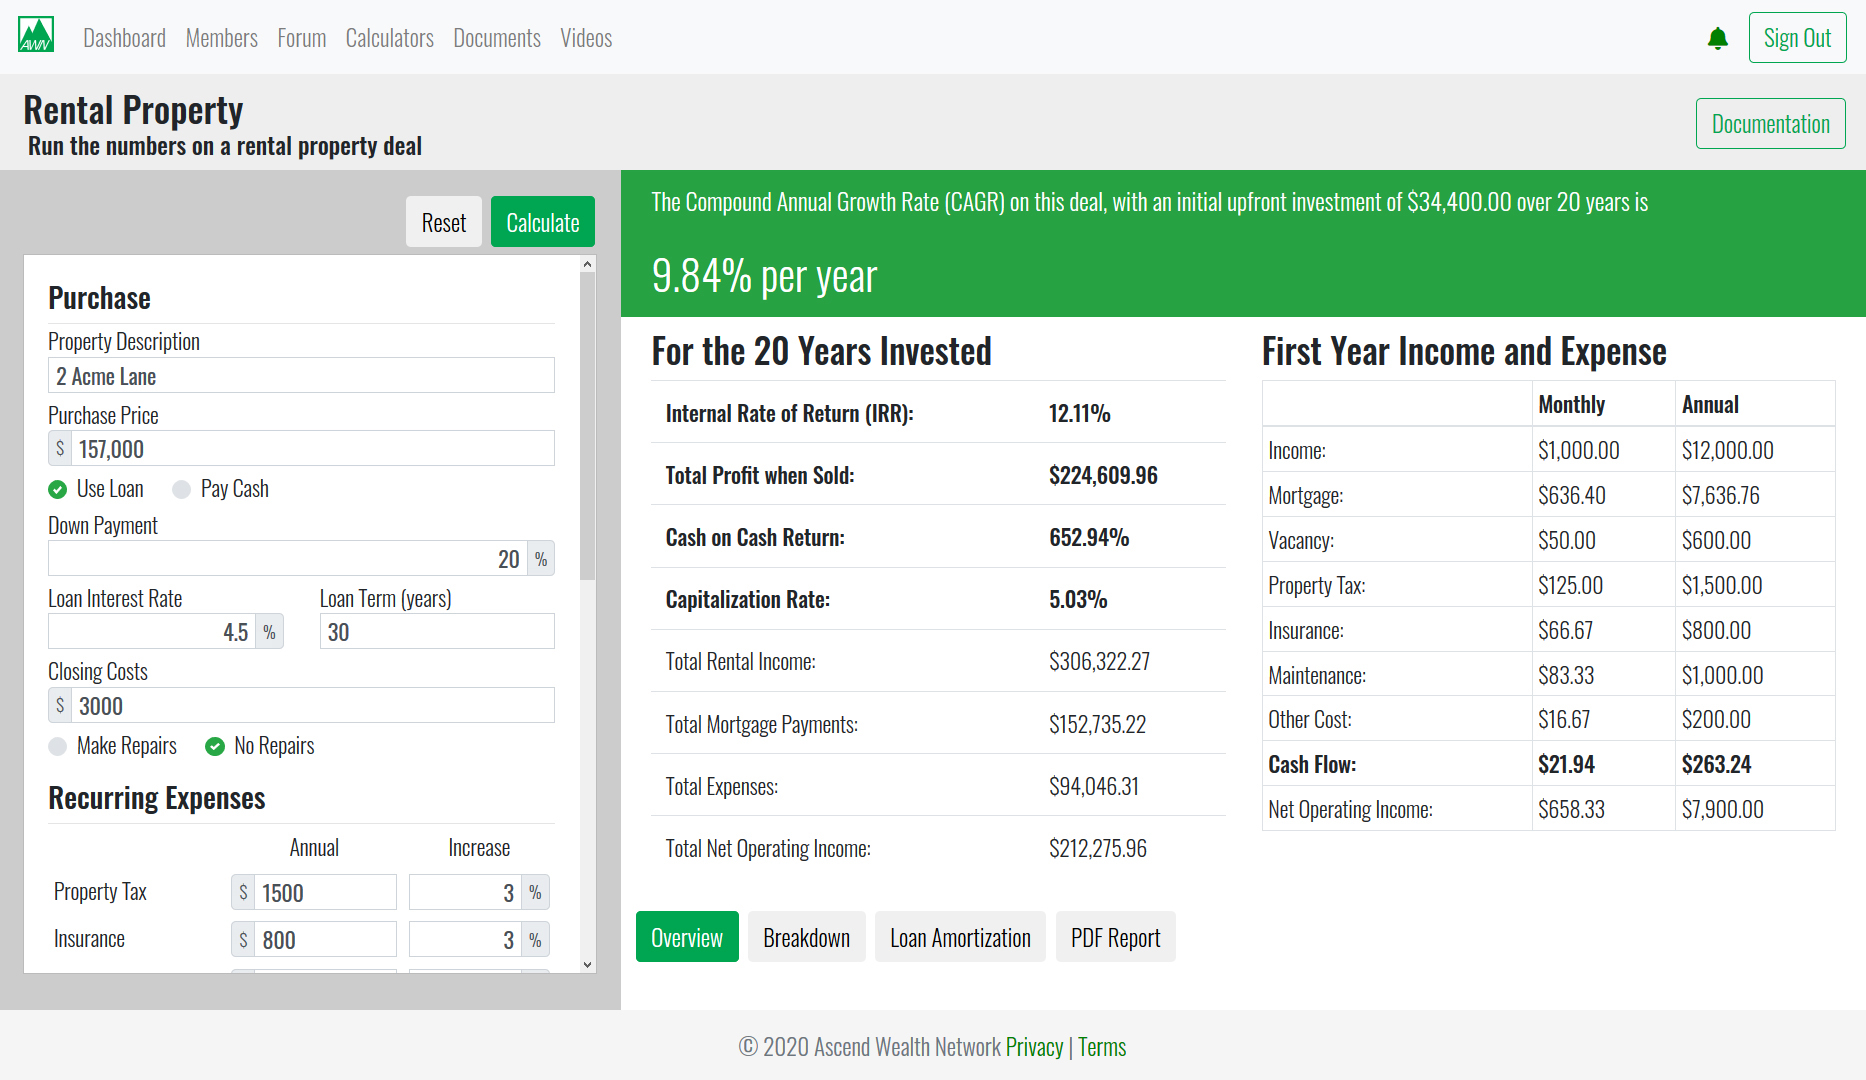 AWN
Dashboard Members Forum Calculators Documents Videos
Sign Out
Rental Property
Run the numbers on a rental property deal
Documentation
Reset Calculate
Purchase
Property Description
2 Acme Lane
Purchase Price
$ 157,000
Use Loan Pay Cash
Down Payment
20 %
Loan Interest Rate Loan Term (years)
4.5 % 30
Closing Costs
$ 3000
Make Repairs No Repairs
Recurring Expenses
Annual Increase
Property Tax $ 1500 3 %
Insurance $ 800 3 %
The Compound Annual Growth Rate (CAGR) on this deal, with an initial upfront investment of $34,400.00 over 20 years is
9.84% per year
For the 20 Years Invested
Internal Rate of Return (IRR): 12.11%
Total Profit when Sold: $224,609.96
Cash on Cash Return: 652.94%
Capitalization Rate: 5.03%
Total Rental Income: $306,322.27
Total Mortgage Payments: $152,735.22
Total Expenses: $94,046.31
Total Net Operating Income: $212,275.96
First Year Income and Expense
Monthly Annual
Income: $1,000.00 $12,000.00
Mortgage: $636.40 $7,636.76
Vacancy: $50.00 $600.00
Property Tax: $125.00 $1,500.00
Insurance: $66.67 $800.00
Maintenance: $83.33 $1,000.00
Other Cost: $16.67 $200.00
Cash Flow: $21.94 $263.24
Net Operating Income: $658.33 $7,900.00
Overview Breakdown Loan Amortization PDF Report
© 2020 Ascend Wealth Network Privacy | Terms